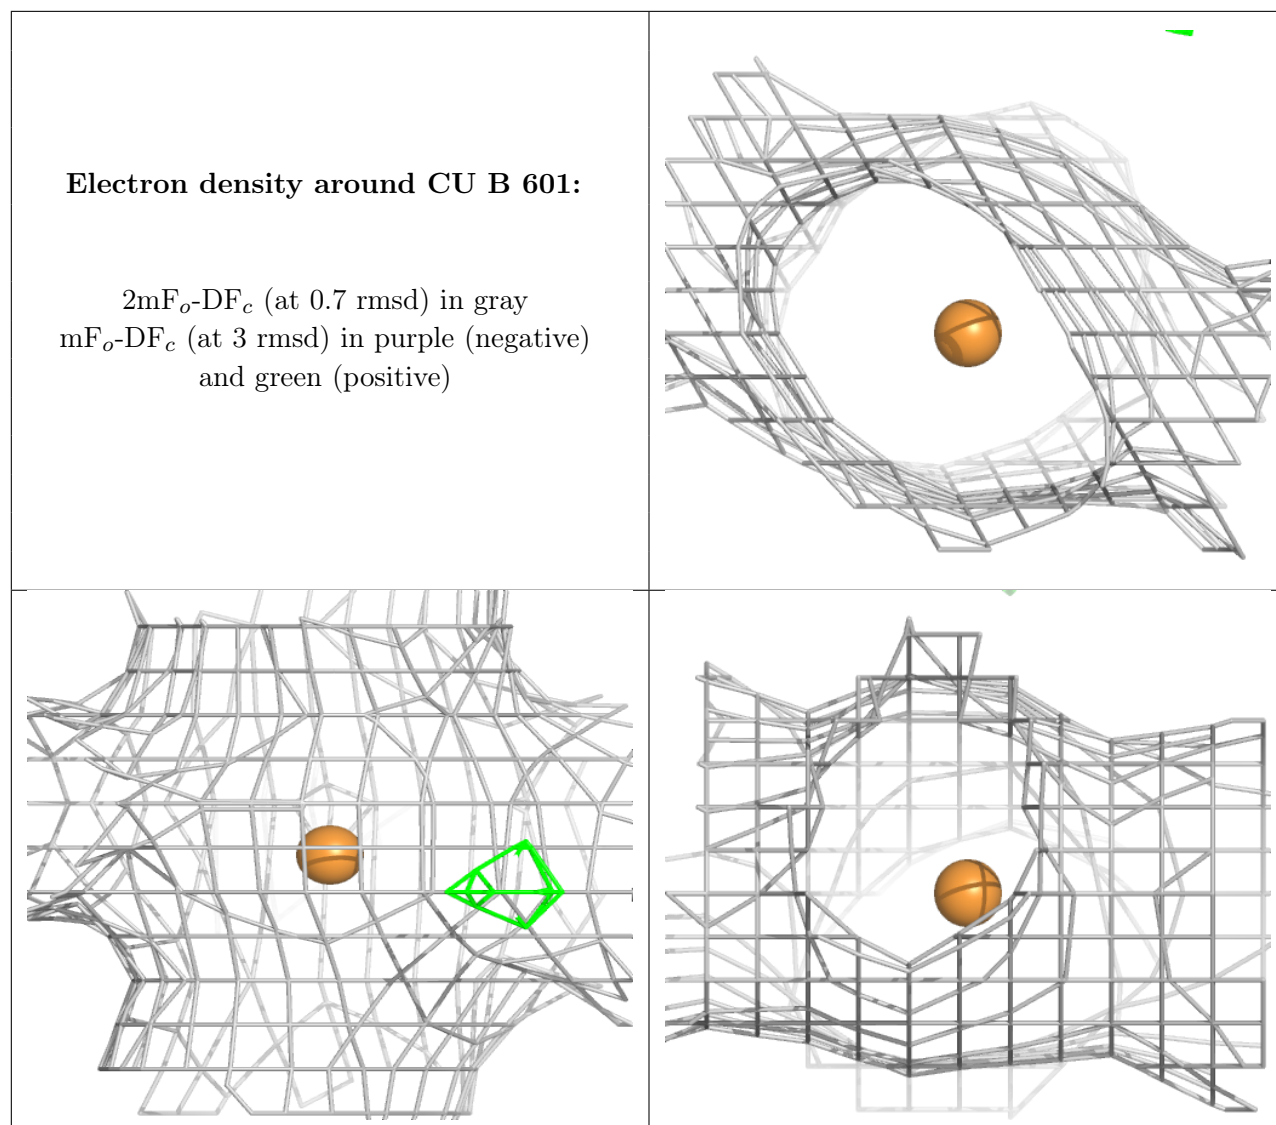 Electron density around CU B 601:
2mFo-DFc (at 0.7 rmsd) in gray
mFo-DFc (at 3 rmsd) in purple (negative)
and green (positive)